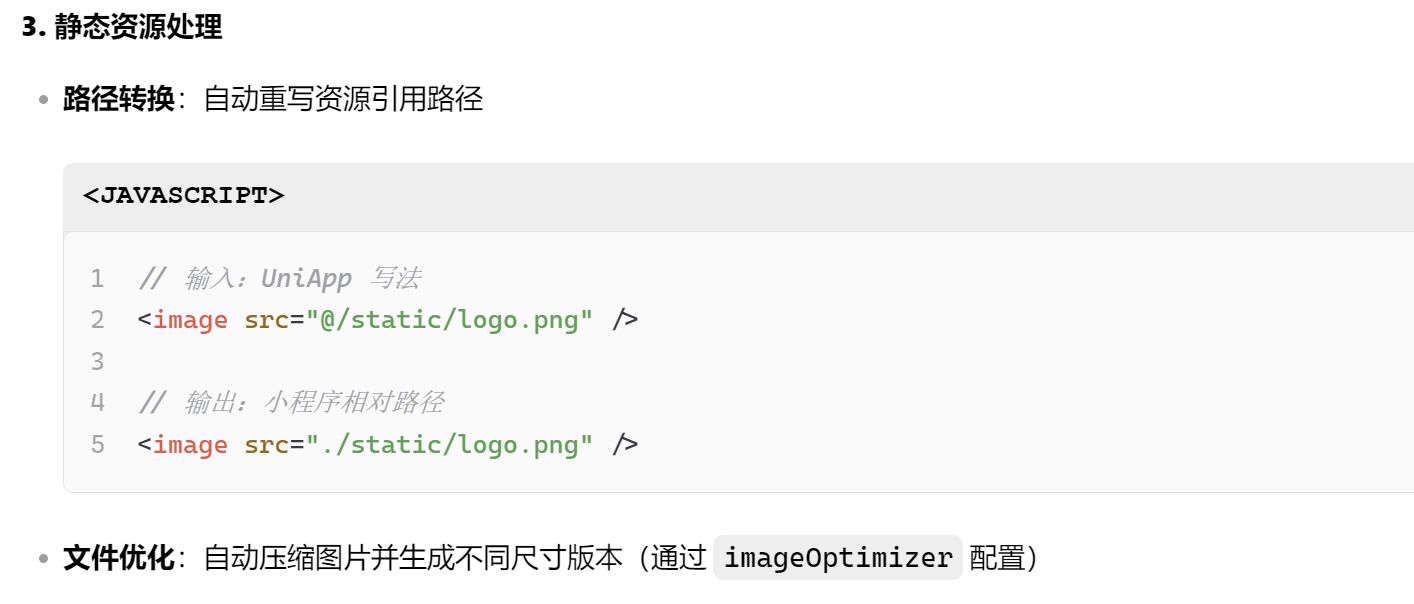 3. 静态资源处理
路径转换：自动重写资源引用路径
<JAVASCRIPT>
1 // 输入：UniApp 写法
2 <image src="@/static/logo.png" />
3
4 // 输出：小程序相对路径
5 <image src="./static/logo.png" />
文件优化：自动压缩图片并生成不同尺寸版本（通过 imageOptimizer 配置）